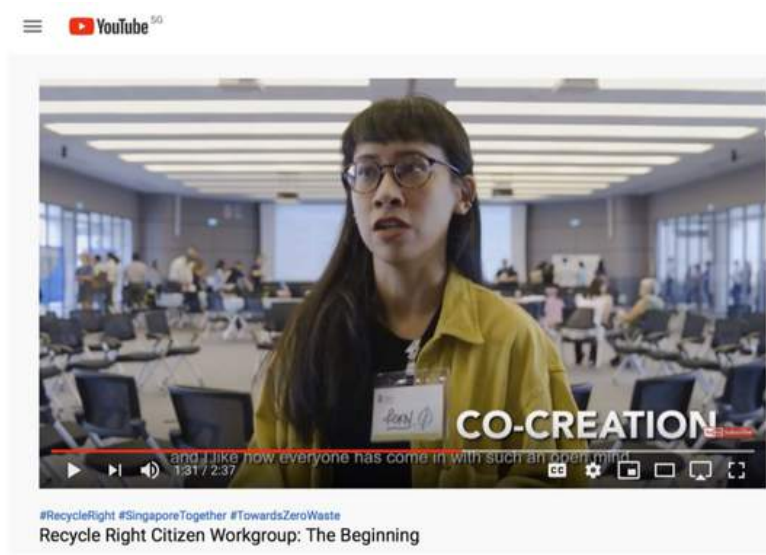 YouTube SG
CO-CREATION
and I like how everyone has come in with such an open mind
1:31 / 2:37
CC
#RecycleRight #SingaporeTogether #TowardsZeroWaste
Recycle Right Citizen Workgroup: The Beginning